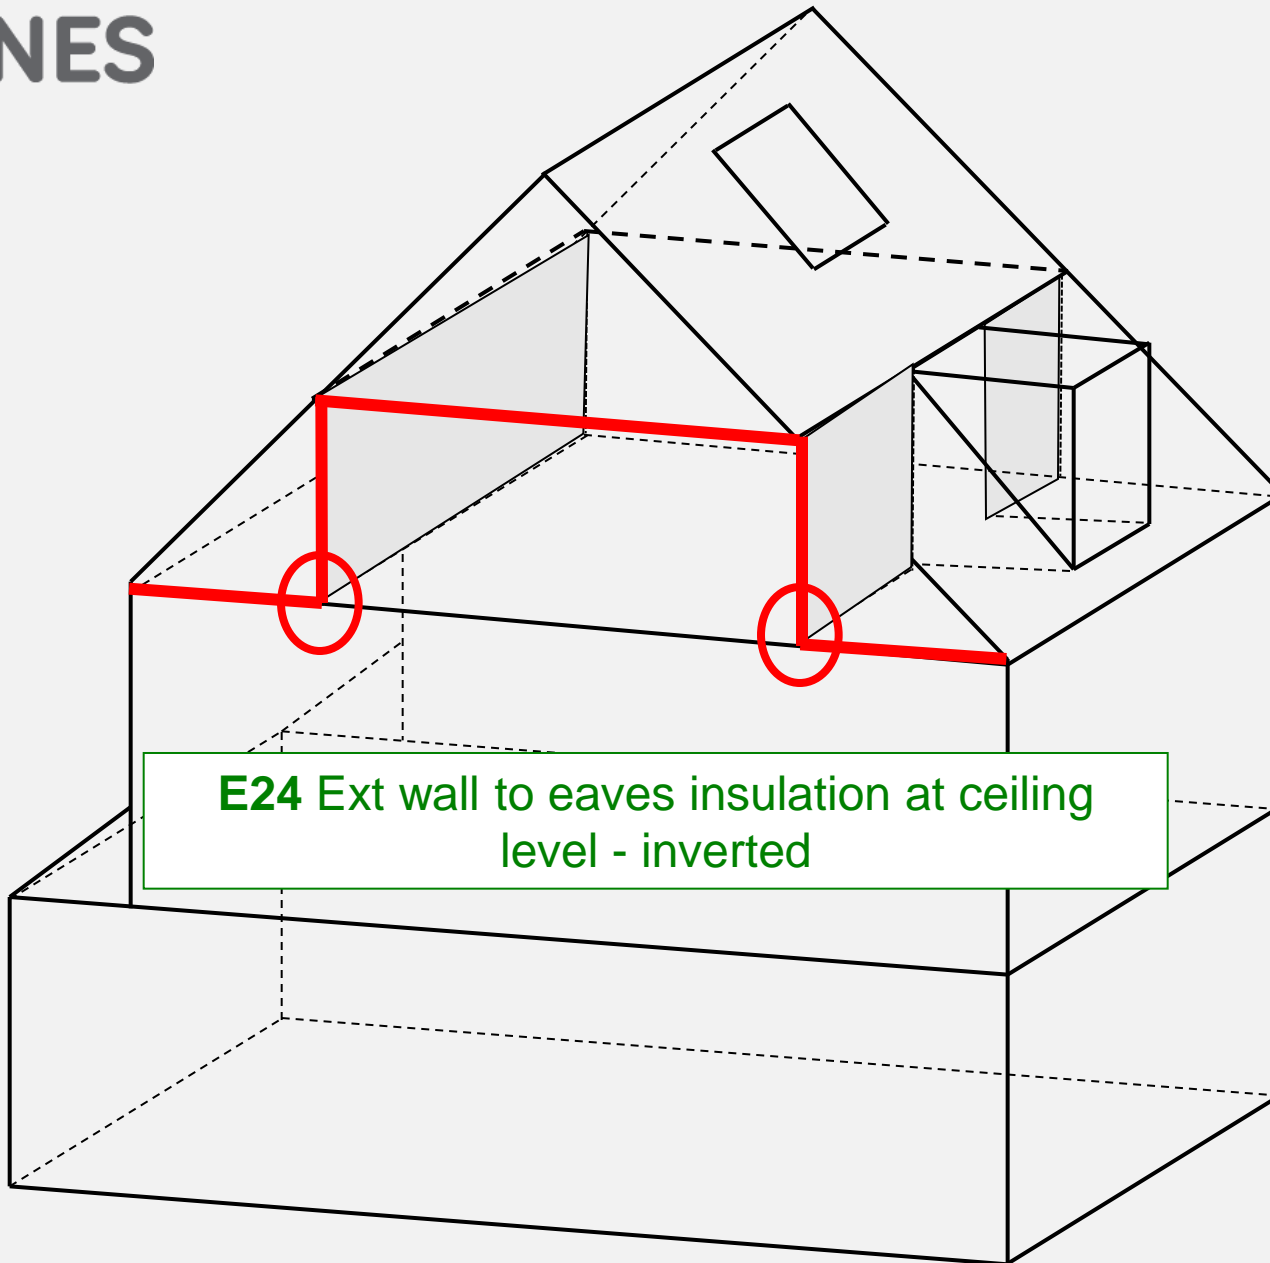 NES
E24 Ext wall to eaves insulation at ceiling
level - inverted